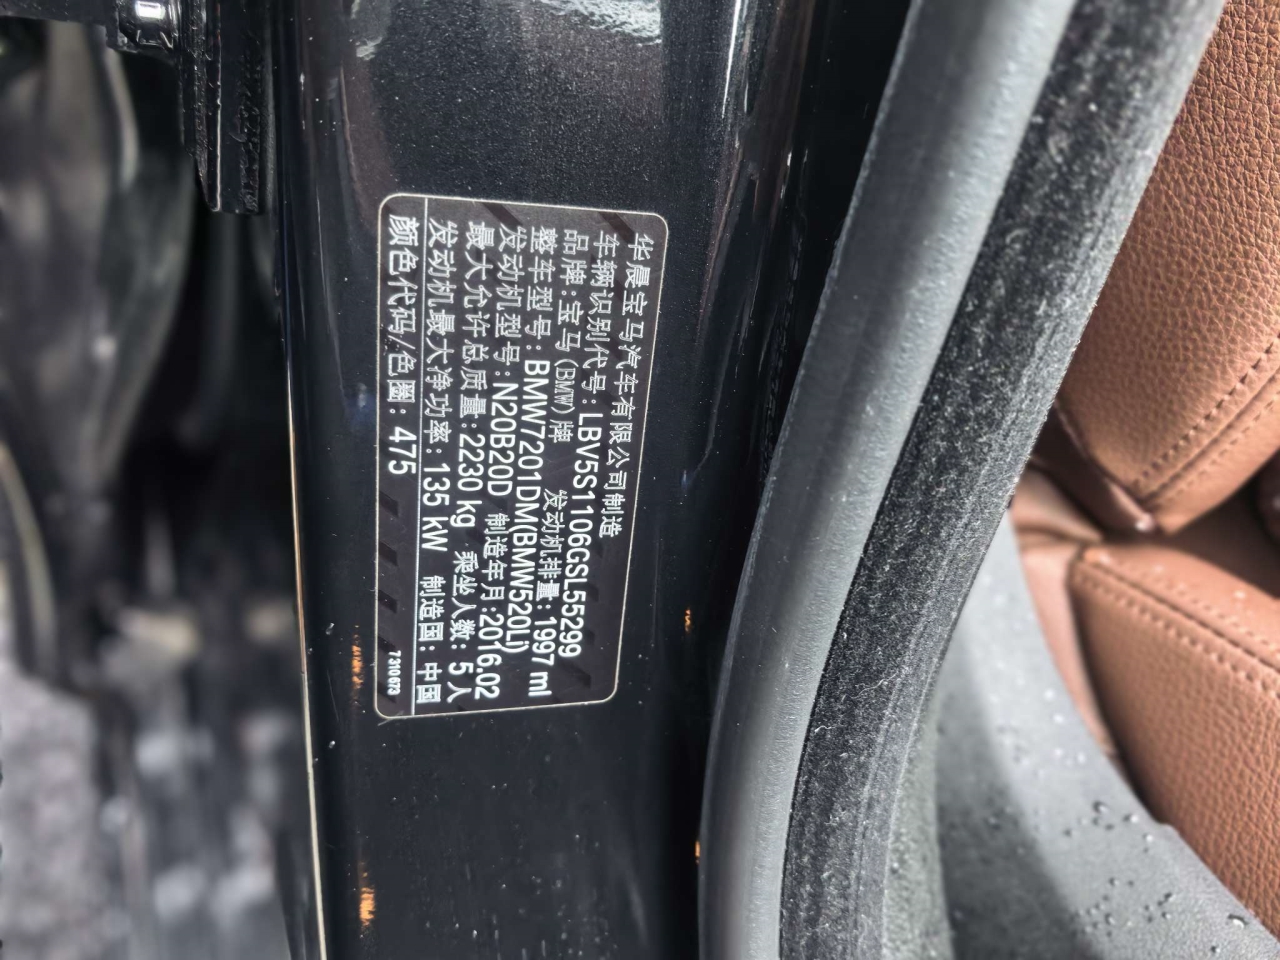 华晨宝马汽车有限公司制造
车辆识别代号:LBV5S1106GSL55299
品牌:宝马(BMW)牌 发动机排量:1997 ml
整车型号:BMW7201DM(BMW520Li)
发动机型号:N20B20D 制造年月:2016.02
最大允许总质量:2230 kg 乘坐人数:5人
发动机最大净功率:135 kW 制造国:中国
颜色代码/色圈:475 7310673